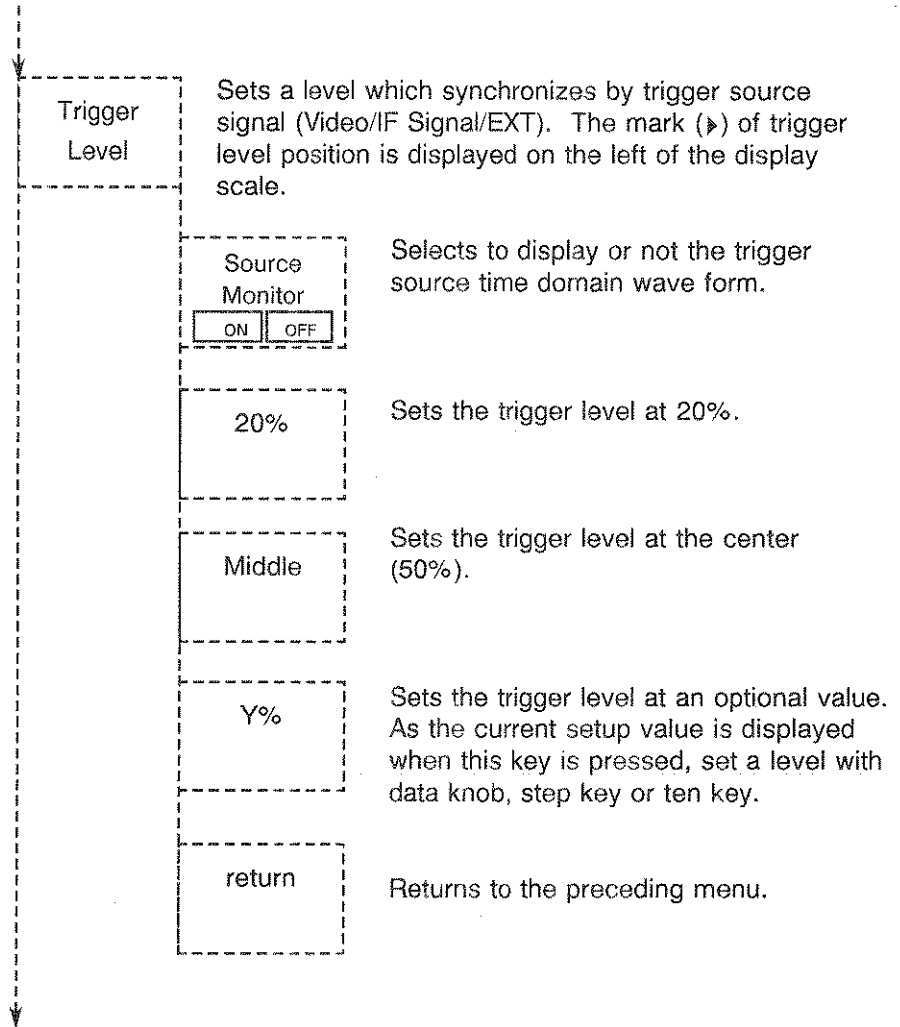 Trigger
Level
Sets a level which synchronizes by trigger source
signal (Video/IF Signal/EXT). The mark (▶) of trigger
level position is displayed on the left of the display
scale.
Source
Monitor
ON OFF
Selects to display or not the trigger
source time domain wave form.
20%
Sets the trigger level at 20%.
Middle
Sets the trigger level at the center
(50%).
Y%
Sets the trigger level at an optional value.
As the current setup value is displayed
when this key is pressed, set a level with
data knob, step key or ten key.
return
Returns to the preceding menu.